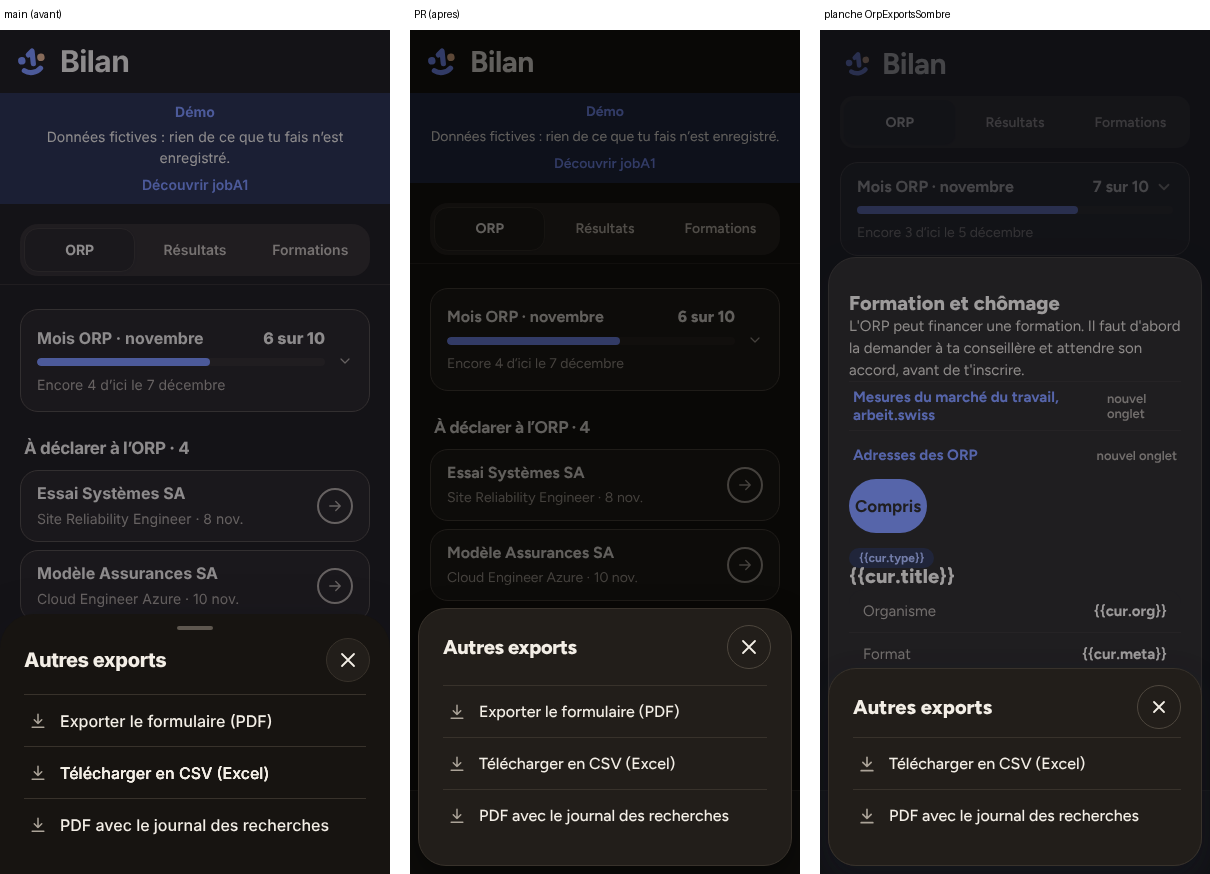 main (avant)
Bilan
Démo
Données fictives : rien de ce que tu fais n’est
enregistré.
Découvrir jobA1
ORP
Résultats
Formations
Mois ORP · novembre
6 sur 10
Encore 4 d’ici le 7 décembre
À déclarer à l’ORP · 4
Essai Systèmes SA
Site Reliability Engineer · 8 nov.
Modèle Assurances SA
Cloud Engineer Azure · 10 nov.
Autres exports
Exporter le formulaire (PDF)
Télécharger en CSV (Excel)
PDF avec le journal des recherches
PR (apres)
Bilan
Démo
Données fictives : rien de ce que tu fais n’est enregistré.
Découvrir jobA1
ORP
Résultats
Formations
Mois ORP · novembre
6 sur 10
Encore 4 d’ici le 7 décembre
À déclarer à l’ORP · 4
Essai Systèmes SA
Site Reliability Engineer · 8 nov.
Modèle Assurances SA
Cloud Engineer Azure · 10 nov.
Autres exports
Exporter le formulaire (PDF)
Télécharger en CSV (Excel)
PDF avec le journal des recherches
planche OrpExportsSombre
Bilan
ORP
Résultats
Formations
Mois ORP · novembre
7 sur 10
Encore 3 d’ici le 5 décembre
Formation et chômage
L'ORP peut financer une formation. Il faut d'abord
la demander à ta conseillère et attendre son
accord, avant de t'inscrire.
Mesures du marché du travail,
arbeit.swiss
nouvel
onglet
Adresses des ORP
nouvel onglet
Compris
{{cur.type}}
{{cur.title}}
Organisme
{{cur.org}}
Format
{{cur.meta}}
Autres exports
Télécharger en CSV (Excel)
PDF avec le journal des recherches